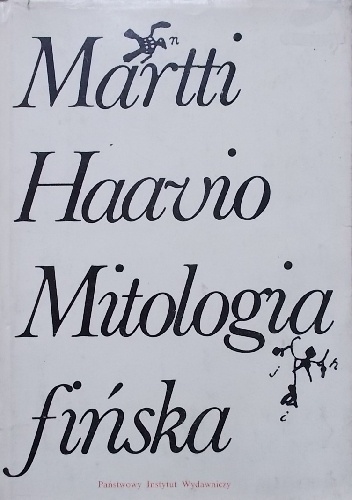 Martti
n
Haavio
Mitologia
j h
i
fińska
Państwowy Instytut Wydawniczy